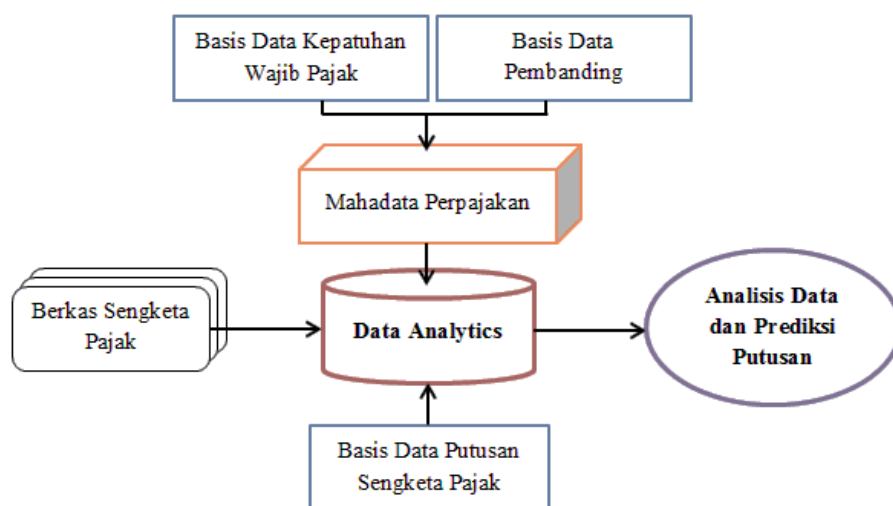 Basis Data Kepatuhan
Wajib Pajak
Basis Data
Pembanding
Mahadata Perpajakan
Berkas Sengketa
Pajak
Data Analytics
Analisis Data
dan Prediksi
Putusan
Basis Data Putusan
Sengketa Pajak